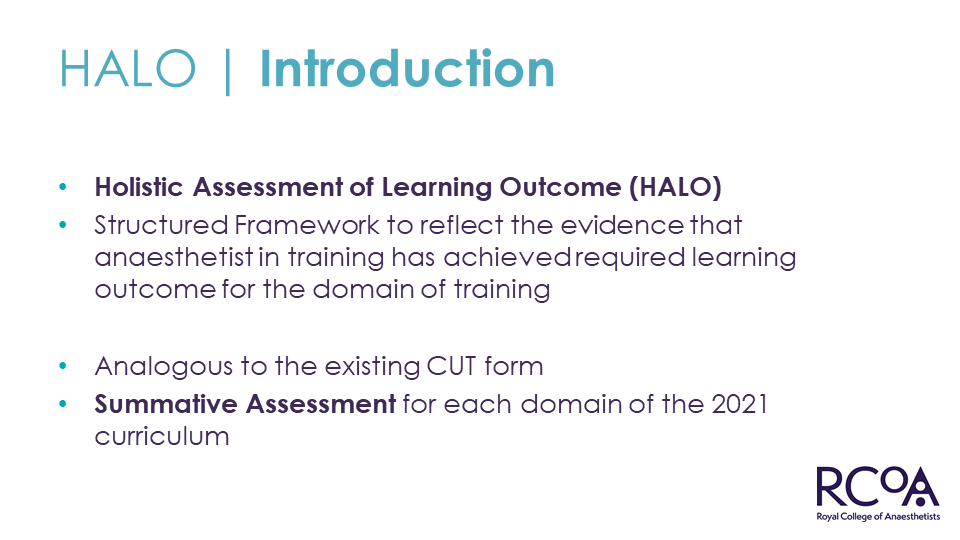 HALO | Introduction
• Holistic Assessment of Learning Outcome (HALO)
• Structured Framework to reflect the evidence that
anaesthetist in training has achieved required learning
outcome for the domain of training
• Analogous to the existing CUT form
• Summative Assessment for each domain of the 2021
curriculum
RCOA
Royal College of Anaesthetists